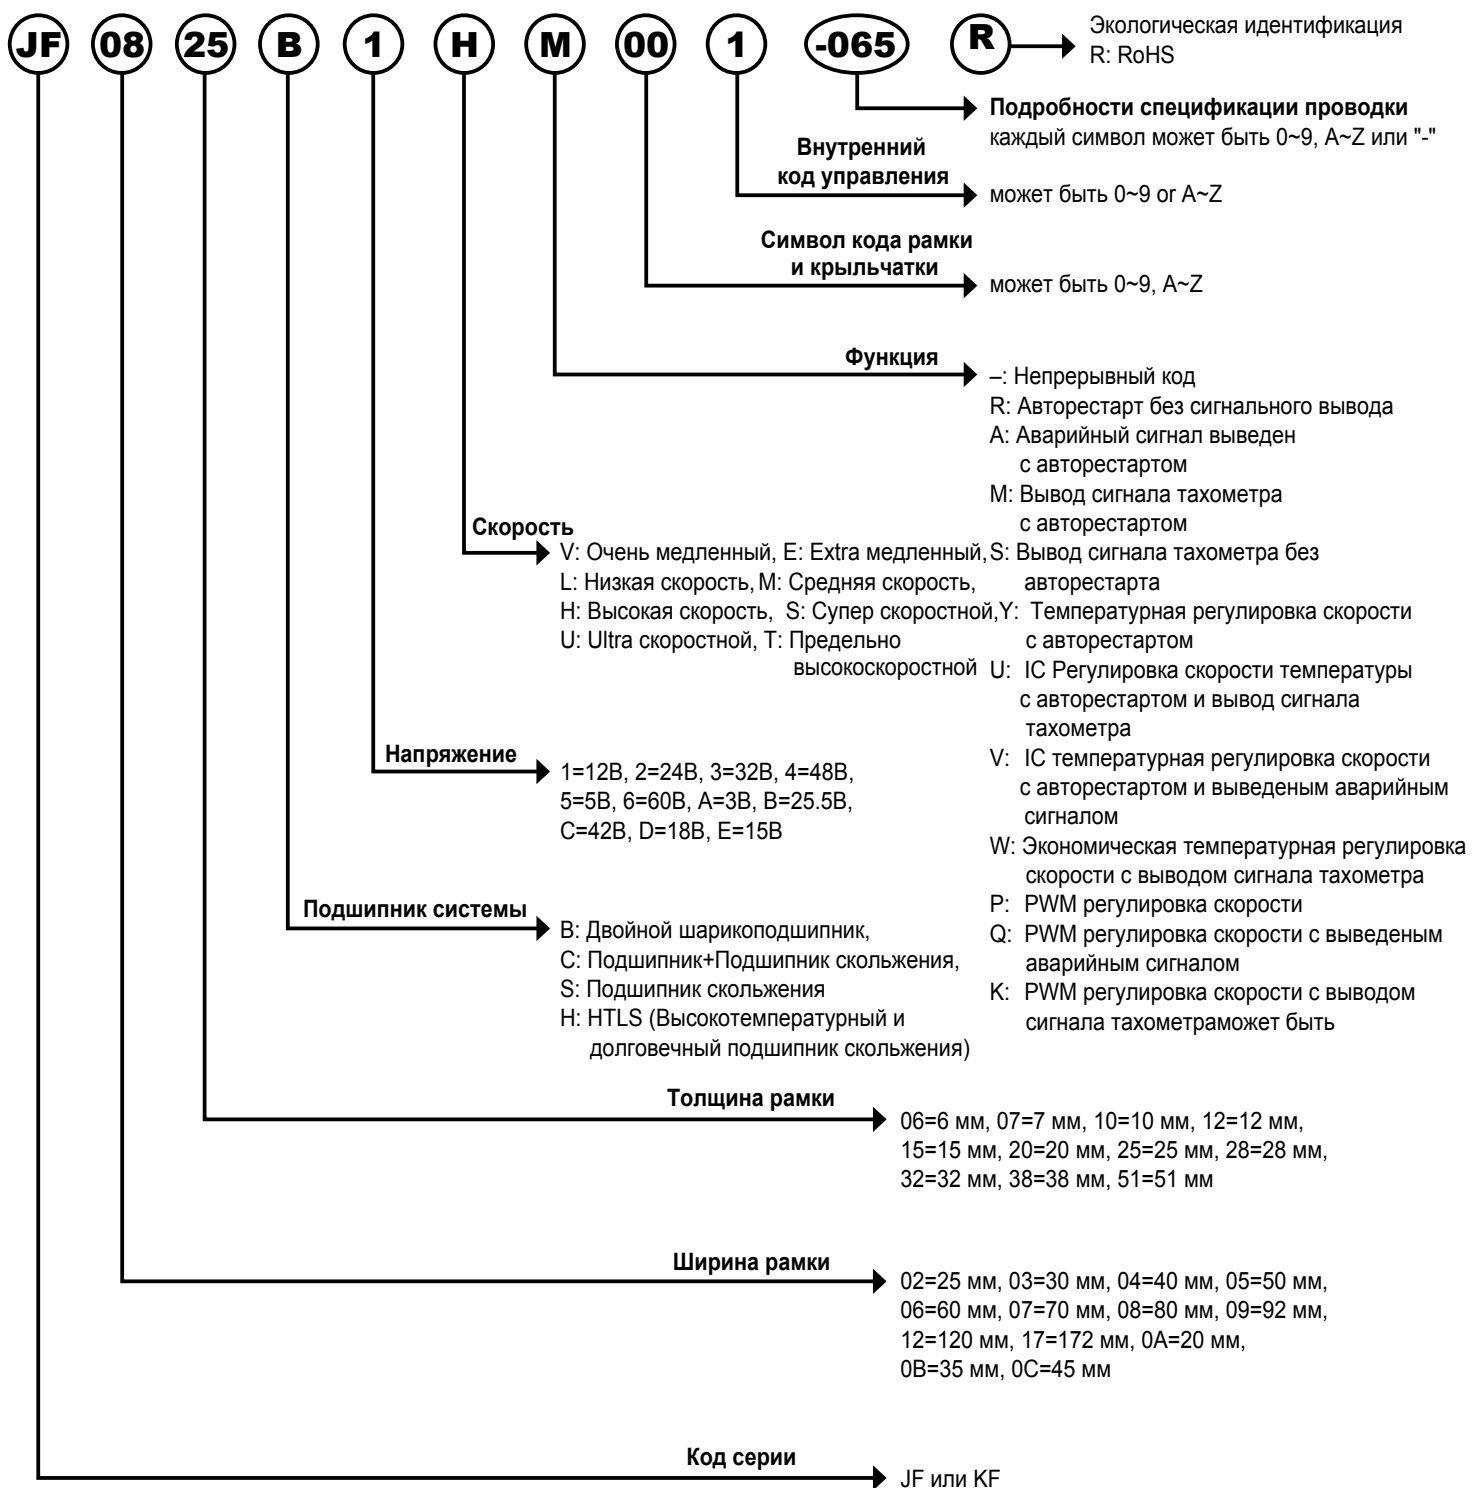 JF 08 25 B 1 H M 00 1 -065 R
Экологическая идентификация
R: RoHS
Подробности спецификации проводки
каждый символ может быть 0~9, A~Z или "-"
Внутренний
код управления
может быть 0~9 or A~Z
Символ кода рамки
и крыльчатки
может быть 0~9, A~Z
Функция
–: Непрерывный код
R: Авторестарт без сигнального вывода
A: Аварийный сигнал выведен
с авторестартом
M: Вывод сигнала тахометра
с авторестартом
S: Вывод сигнала тахометра без
авторестарта
Y: Температурная регулировка скорости
с авторестартом
U: IC Регулировка скорости температуры
с авторестартом и вывод сигнала
тахометра
V: IC температурная регулировка скорости
с авторестартом и выведеным аварийным
сигналом
W: Экономическая температурная регулировка
скорости с выводом сигнала тахометра
P: PWM регулировка скорости
Q: PWM регулировка скорости с выведеным
аварийным сигналом
K: PWM регулировка скорости с выводом
сигнала тахометраможет быть
Скорость
V: Очень медленный, E: Extra медленный,
L: Низкая скорость, M: Средняя скорость,
H: Высокая скорость, S: Супер скоростной,
U: Ultra скоростной, T: Предельно
высокоскоростной
Напряжение
1=12В, 2=24В, 3=32В, 4=48В,
5=5В, 6=60В, A=3В, B=25.5В,
C=42В, D=18В, E=15В
Подшипник системы
B: Двойной шарикоподшипник,
C: Подшипник+Подшипник скольжения,
S: Подшипник скольжения
H: HTLS (Высокотемпературный и
долговечный подшипник скольжения)
Толщина рамки
06=6 мм, 07=7 мм, 10=10 мм, 12=12 мм,
15=15 мм, 20=20 мм, 25=25 мм, 28=28 мм,
32=32 мм, 38=38 мм, 51=51 мм
Ширина рамки
02=25 мм, 03=30 мм, 04=40 мм, 05=50 мм,
06=60 мм, 07=70 мм, 08=80 мм, 09=92 мм,
12=120 мм, 17=172 мм, 0A=20 мм,
0B=35 мм, 0C=45 мм
Код серии
JF или KF